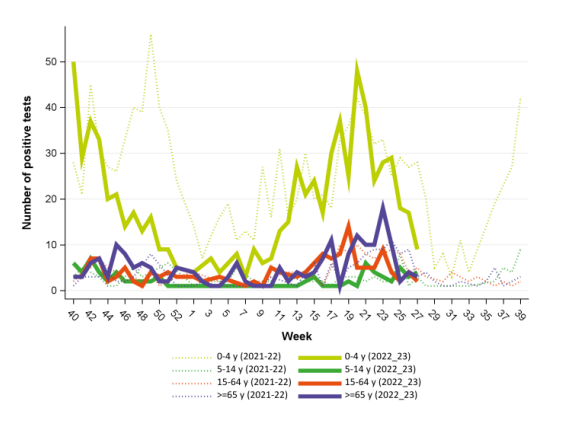 Number of positive tests
50
40
30
20
10
0
40 42 44 46 48 50 52 1 3 5 7 9 11 13 15 17 19 21 23 25 27 29 31 33 35 37 39
Week
0-4 y (2021-22) 0-4 y (2022_23)
5-14 y (2021-22) 5-14 y (2022_23)
15-64 y (2021-22) 15-64 y (2022_23)
>=65 y (2021-22) >=65 y (2022_23)